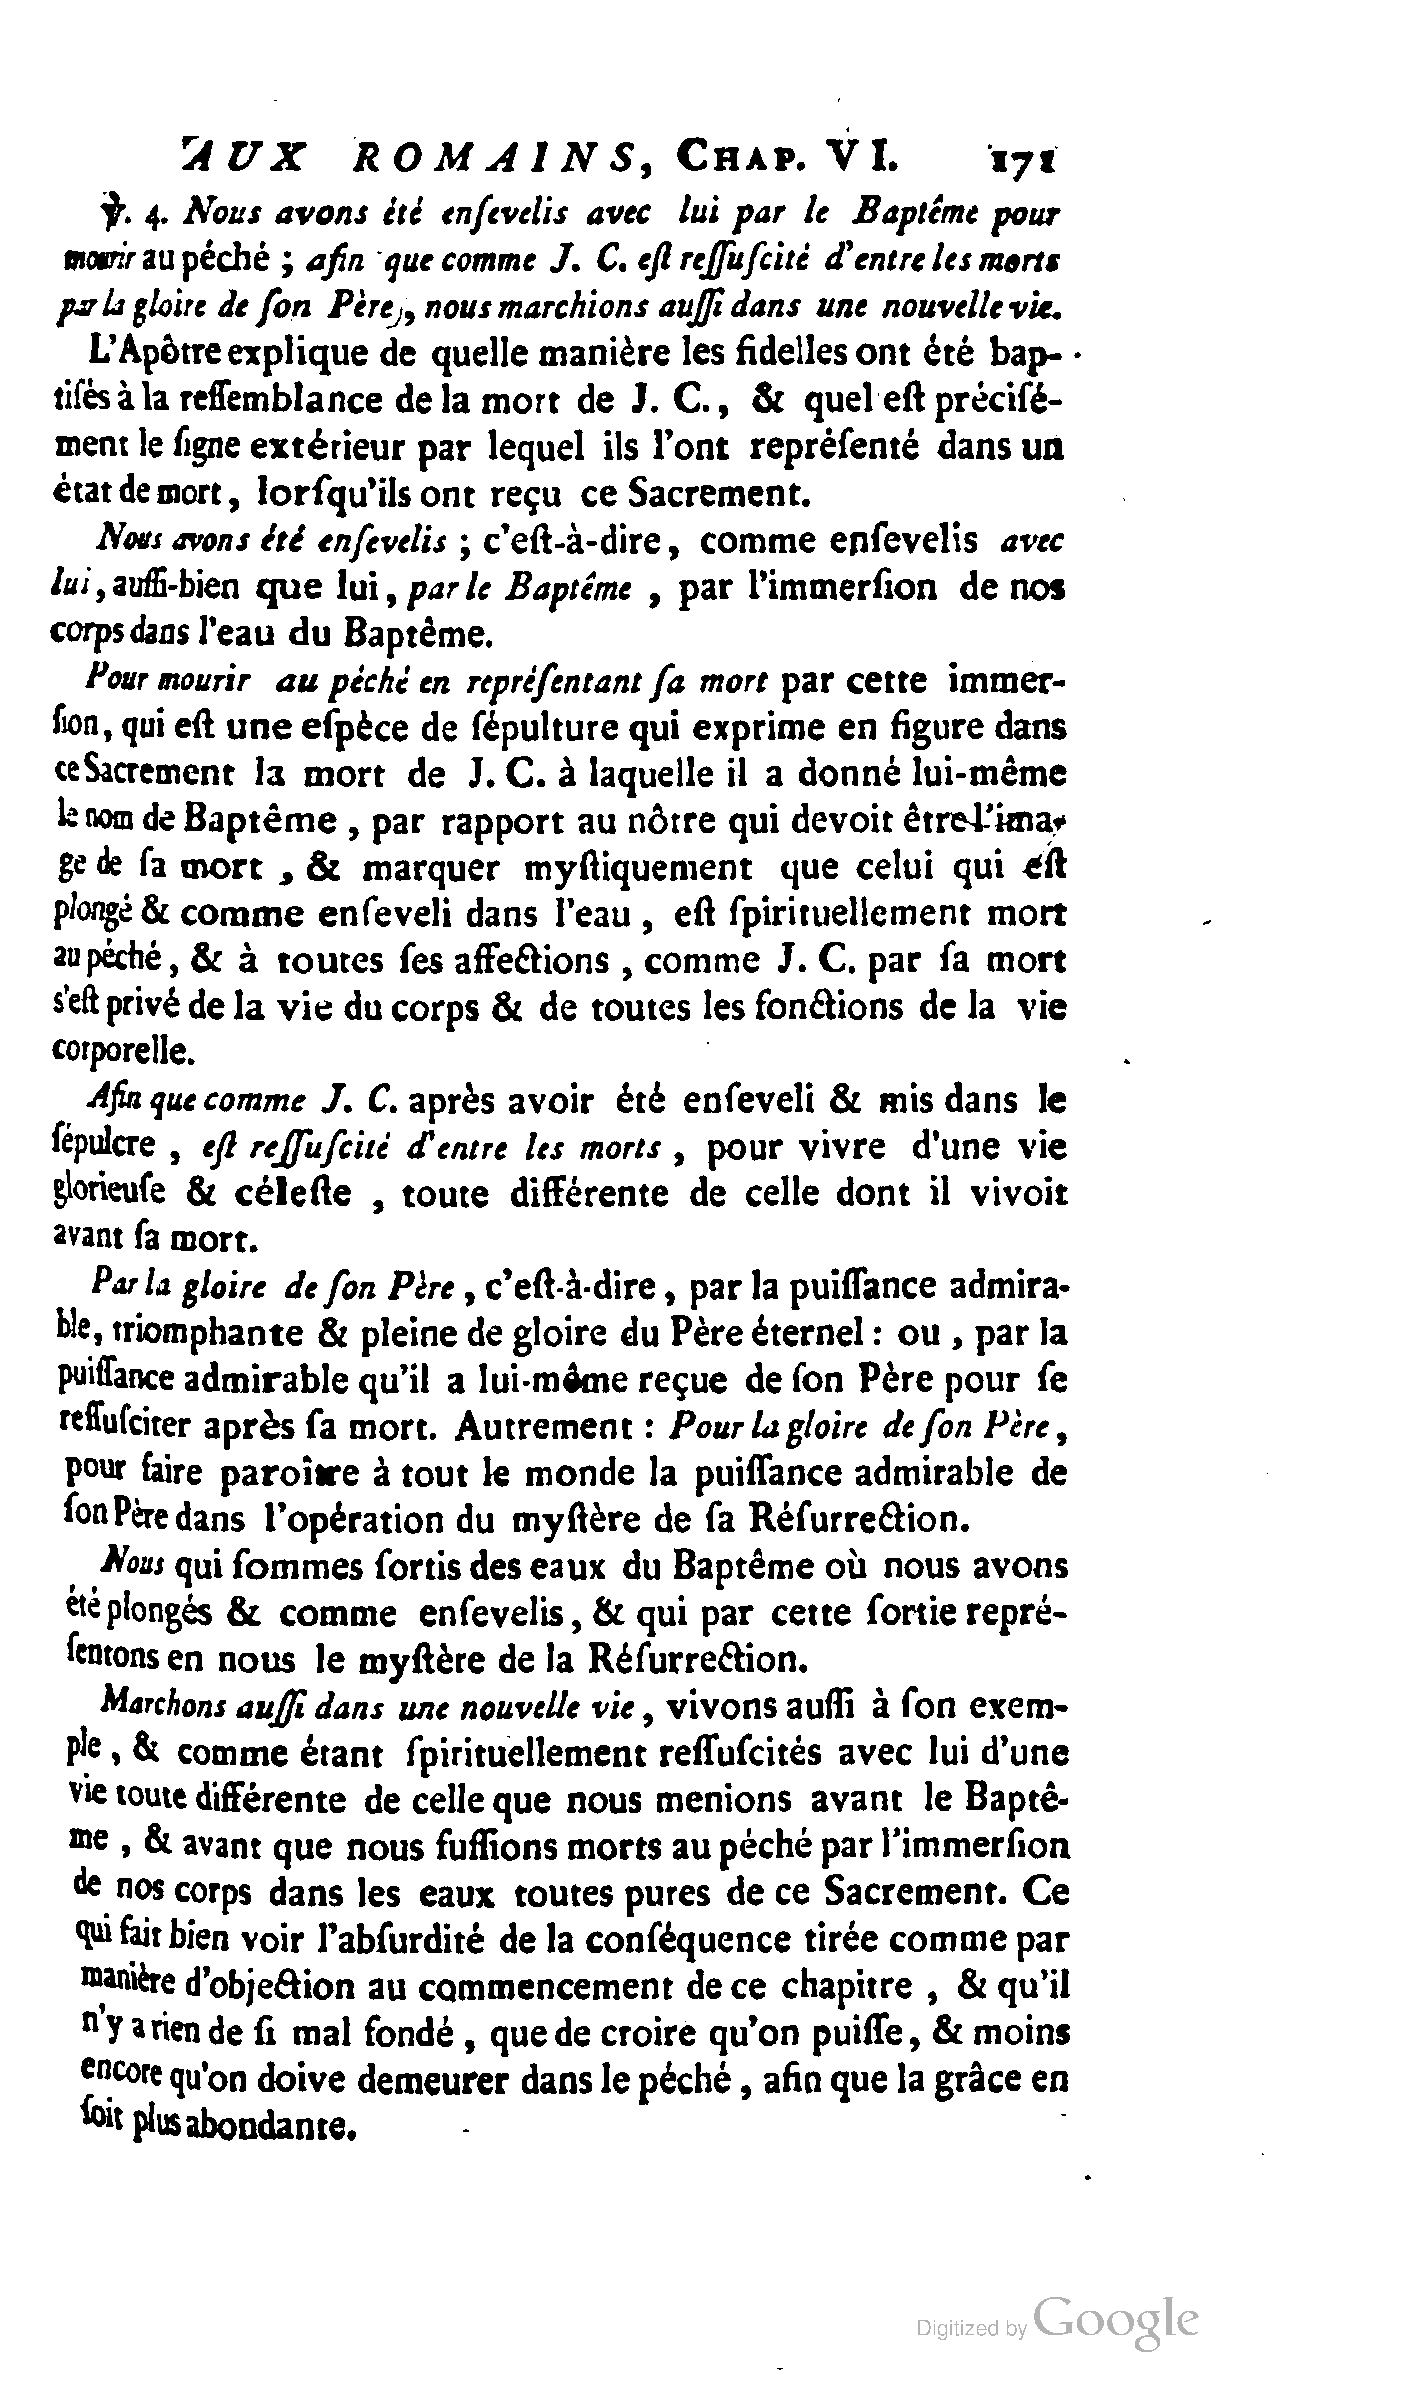 AUX ROMAINS, CHAP. VI. 171
℣. 4. Nous avons été enſevelis avec lui par le Baptême pour
mourir au péché ; afin que comme J. C. eſt reſſuſcité d'entre les morts
par la gloire de ſon Père, nous marchions auſſi dans une nouvelle vie.
L'Apôtre explique de quelle manière les fidelles ont été bap-
tiſés à la reſſemblance de la mort de J. C., & quel eſt préciſé-
ment le ſigne extérieur par lequel ils l'ont repréſenté dans un
état de mort, lorſqu'ils ont reçu ce Sacrement.
Nous avons été enſevelis ; c'eſt-à-dire, comme enſevelis avec
lui, auſſi-bien que lui, par le Baptême, par l'immerſion de nos
corps dans l'eau du Baptême.
Pour mourir au péché en repréſentant ſa mort par cette immer-
ſion, qui eſt une eſpèce de ſépulture qui exprime en figure dans
ce Sacrement la mort de J. C. à laquelle il a donné lui-même
le nom de Baptême, par rapport au nôtre qui devoit être l'ima-
ge de ſa mort, & marquer myſtiquement que celui qui eſt
plongé & comme enſeveli dans l'eau, eſt ſpirituellement mort
au péché, & à toutes ſes affections, comme J. C. par ſa mort
s'eſt privé de la vie du corps & de toutes les fonctions de la vie
corporelle.
Afin que comme J. C. après avoir été enſeveli & mis dans le
ſépulcre, eſt reſſuſcité d'entre les morts, pour vivre d'une vie
glorieuſe & céleſte, toute différente de celle dont il vivoit
avant ſa mort.
Par la gloire de ſon Père, c'eſt-à-dire, par la puiſſance admira-
ble, triomphante & pleine de gloire du Père éternel : ou, par la
puiſſance admirable qu'il a lui-même reçue de ſon Père pour ſe
reſſuſciter après ſa mort. Autrement : Pour la gloire de ſon Père,
pour faire paroître à tout le monde la puiſſance admirable de
ſon Père dans l'opération du myſtère de ſa Réſurrection.
Nous qui ſommes ſortis des eaux du Baptême où nous avons
été plongés & comme enſevelis, & qui par cette ſortie repré-
ſentons en nous le myſtère de la Réſurrection.
Marchons auſſi dans une nouvelle vie, vivons auſſi à ſon exem-
ple, & comme étant ſpirituellement reſſuſcités avec lui d'une
vie toute différente de celle que nous menions avant le Baptê-
me, & avant que nous fuſſions morts au péché par l'immerſion
de nos corps dans les eaux toutes pures de ce Sacrement. Ce
qui fait bien voir l'abſurdité de la conſéquence tirée comme par
manière d'objection au commencement de ce chapitre, & qu'il
n'y a rien de ſi mal fondé, que de croire qu'on puiſſe, & moins
encore qu'on doive demeurer dans le péché, afin que la grâce en
ſoit plus abondante.
Digitized by Google